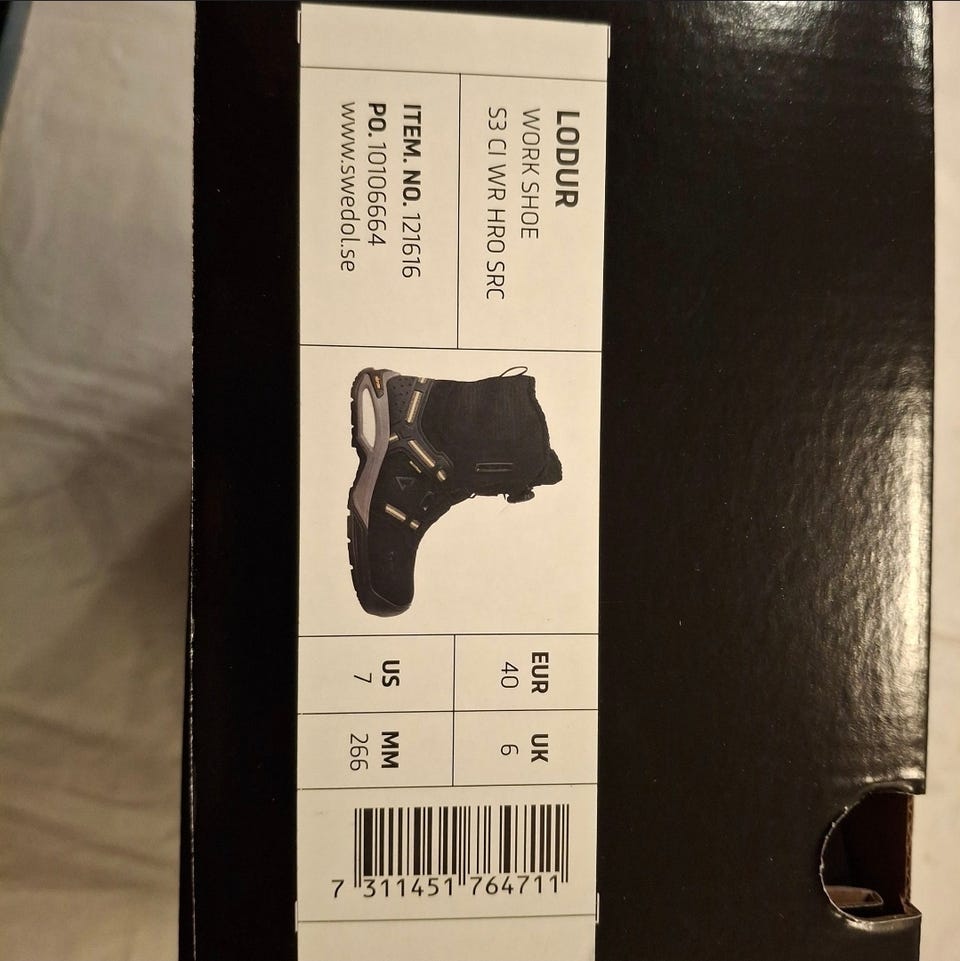 LODUR
WORK SHOE
S3 CI WR HRO SRC
ITEM. NO. 121616
PO. 10106664
www.swedol.se
EUR
40
UK
6
US
7
MM
266
7 311451 764711